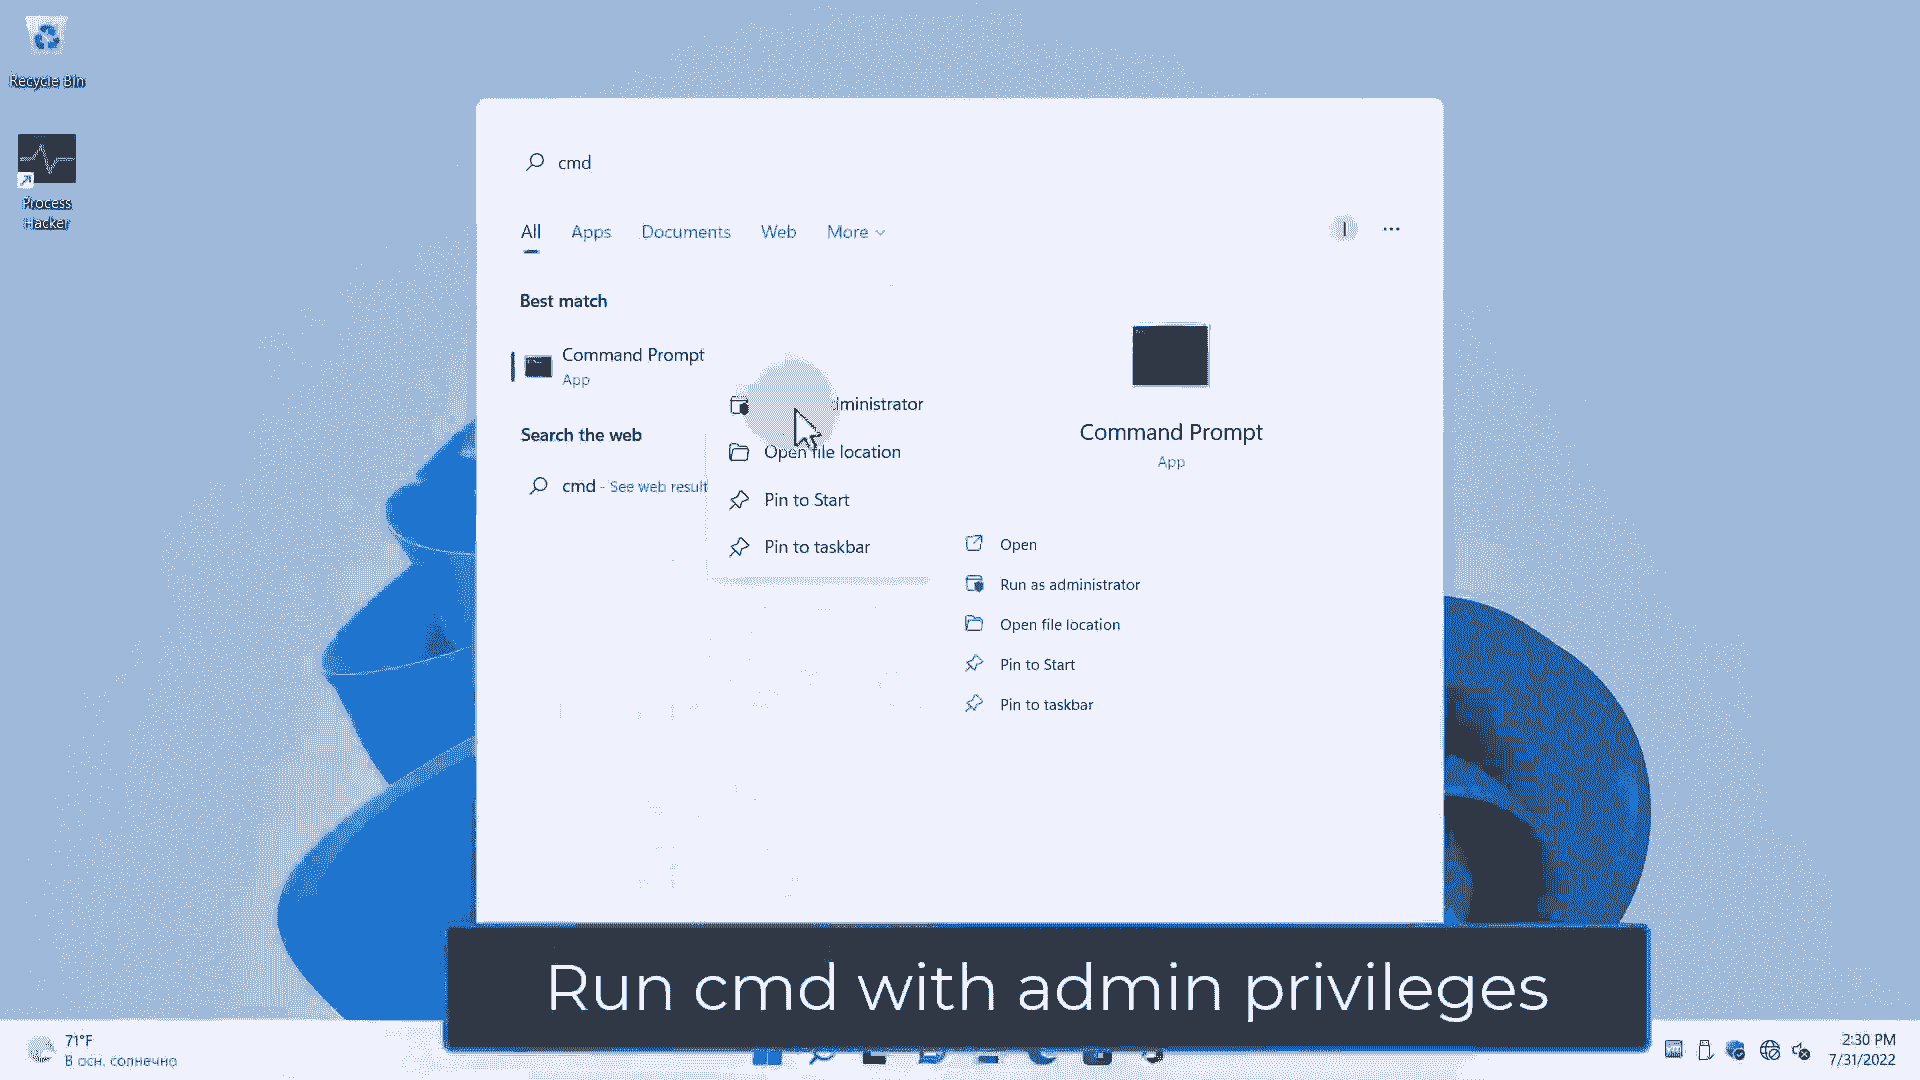 Recycle Bin
Process
Hacker
cmd
All Apps Documents Web More
Best match
Command Prompt
App
Search the web
cmd - See web result
Open file location
Pin to Start
Pin to taskbar
Command Prompt
App
Open
Run as administrator
Open file location
Pin to Start
Pin to taskbar
Run cmd with admin privileges
71°F
В осн. солнечно
2:30 PM
7/31/2022